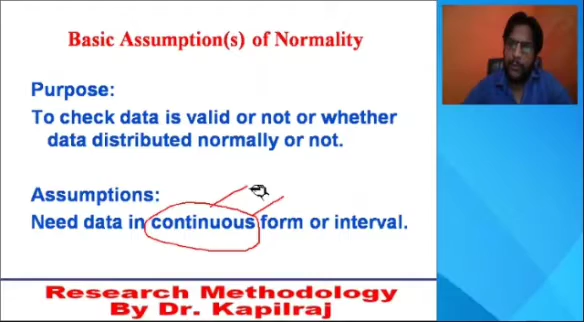 Basic Assumption(s) of Normality
Purpose:
To check data is valid or not or whether
data distributed normally or not.
Assumptions:
Need data in continuous form or interval.
Research Methodology
By Dr. Kapilraj